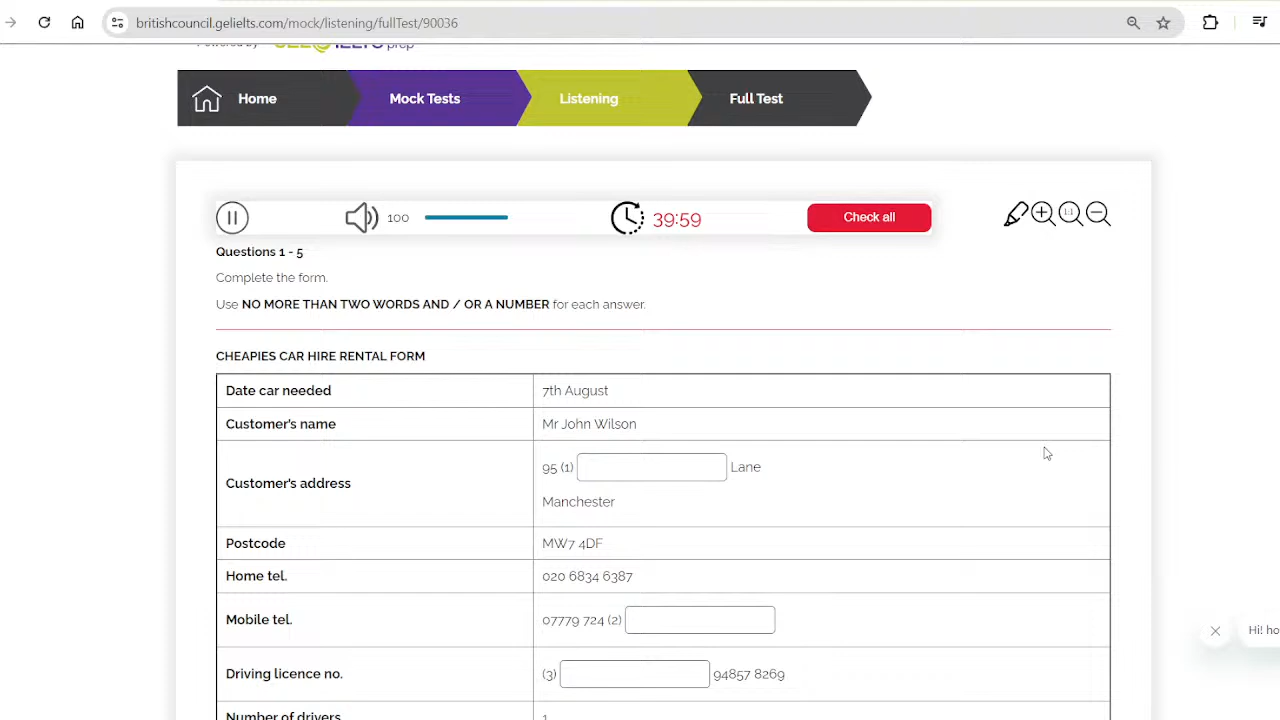 britishcouncil.gelielts.com/mock/listening/fullTest/90036
Powered by GEL IELTS prep
Home Mock Tests Listening Full Test
100 39:59 Check all 1:1
Questions 1 - 5
Complete the form.
Use NO MORE THAN TWO WORDS AND / OR A NUMBER for each answer.
CHEAPIES CAR HIRE RENTAL FORM
Date car needed 7th August
Customer's name Mr John Wilson
Customer's address 95 (1) Lane
Manchester
Postcode MW7 4DF
Home tel. 020 6834 6387
Mobile tel. 07779 724 (2)
Hi! ho
Driving licence no. (3) 94857 8269
Number of drivers 1